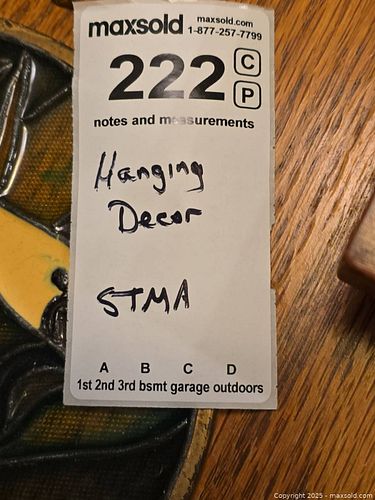 maxsold maxsold.com
1-877-257-7799
222 C
P
notes and measurements
Hanging
Decor
STMA
A B C D
1st 2nd 3rd bsmt garage outdoors
Copyright 2025 - maxsold.com